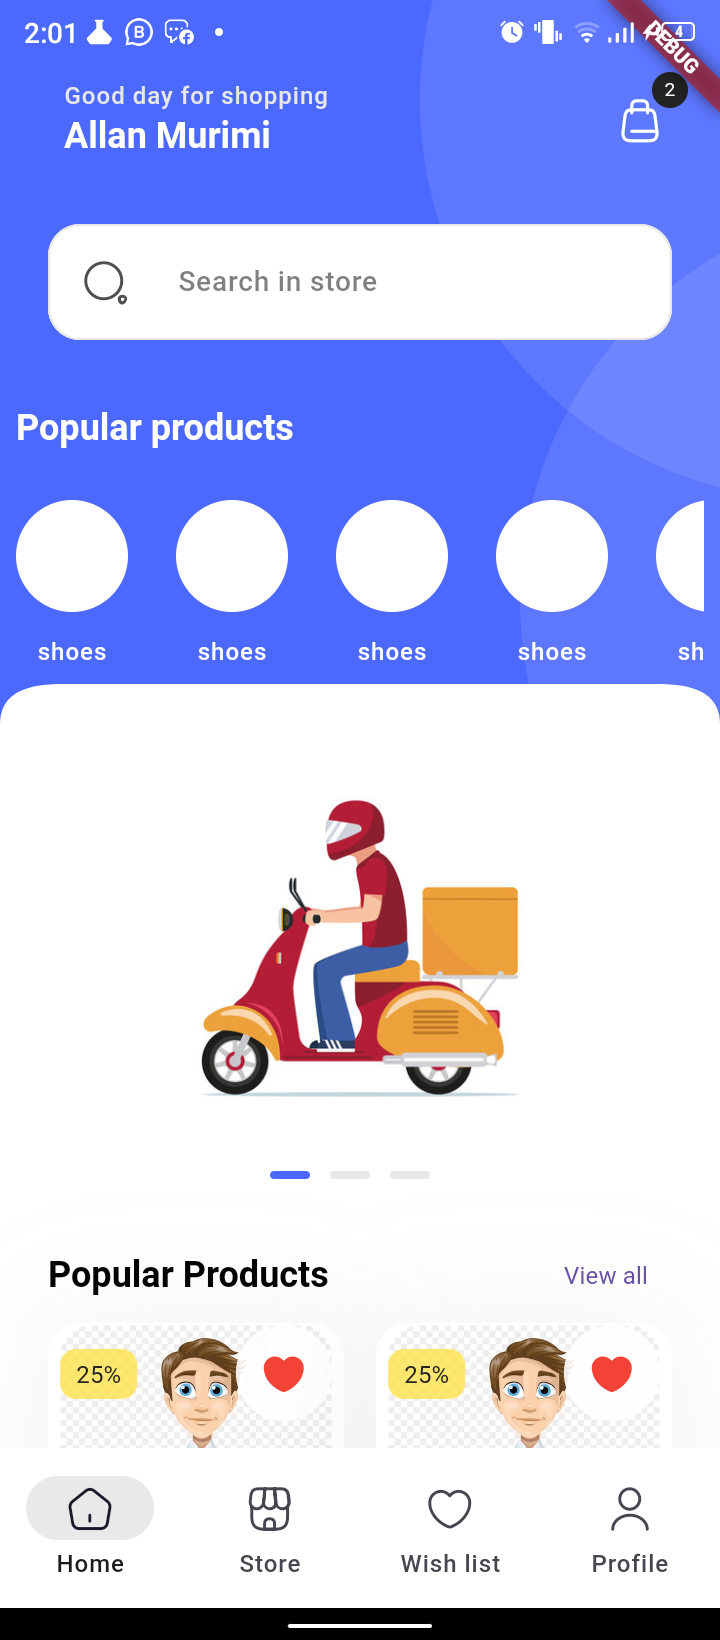 2:01
B
4
DEBUG
Good day for shopping
2
Allan Murimi
Search in store
Popular products
shoes shoes shoes shoes sh
Popular Products View all
25% 25%
Home Store Wish list Profile